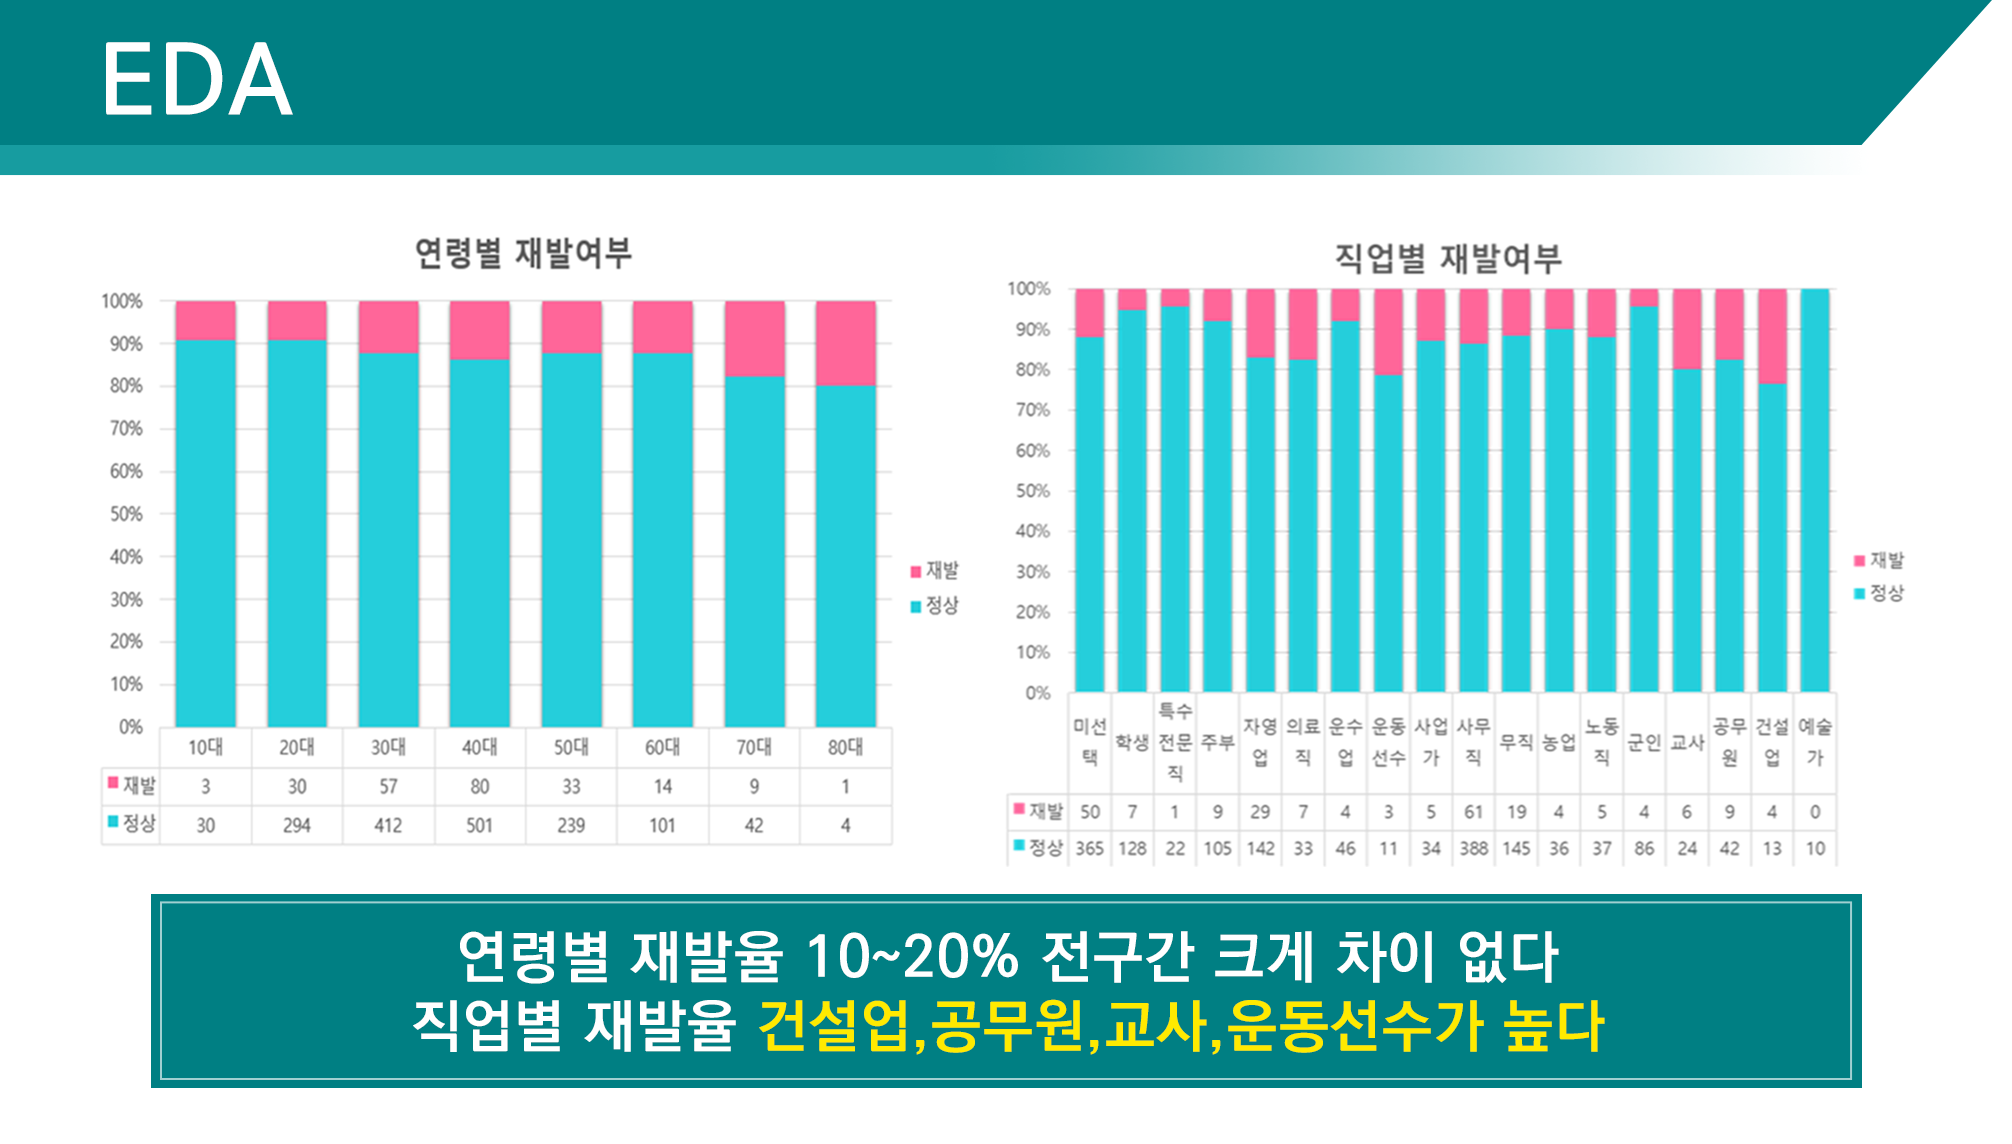 EDA
연령별 재발여부
100%
90%
80%
70%
60%
50%
40%
30%
20%
10%
0%
10대 20대 30대 40대 50대 60대 70대 80대
재발 3 30 57 80 33 14 9 1
정상 30 294 412 501 239 101 42 4
재발
정상
직업별 재발여부
100%
90%
80%
70%
60%
50%
40%
30%
20%
10%
0%
미선택 학생 특수전문직 주부 자영업 의료직 운수업 운동선수 사업가 사무직 무직 농업 노동직 군인 교사 공무원 건설업 예술가
재발 50 7 1 9 29 7 4 3 5 61 19 4 5 4 6 9 4 0
정상 365 128 22 105 142 33 46 11 34 388 145 36 37 86 24 42 13 10
재발
정상
연령별 재발율 10~20% 전구간 크게 차이 없다
직업별 재발율 건설업,공무원,교사,운동선수가 높다